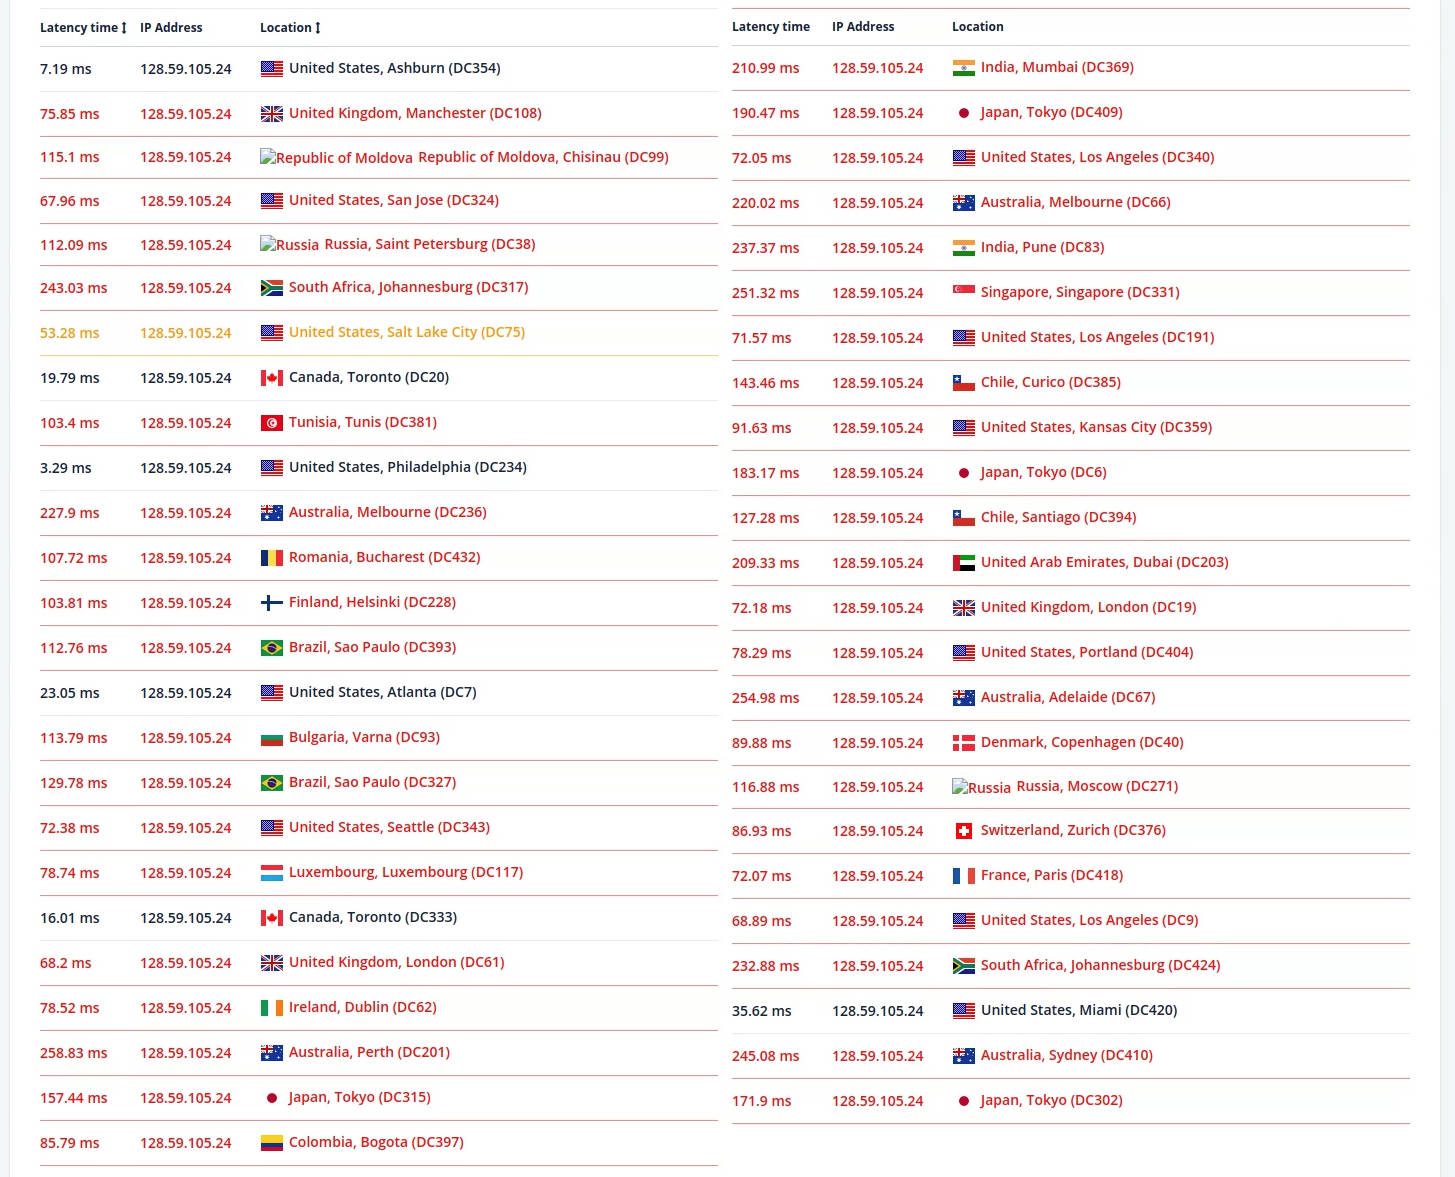 Latency time IP Address Location
7.19 ms 128.59.105.24 United States, Ashburn (DC354)
75.85 ms 128.59.105.24 United Kingdom, Manchester (DC108)
115.1 ms 128.59.105.24 Republic of Moldova Republic of Moldova, Chisinau (DC99)
67.96 ms 128.59.105.24 United States, San Jose (DC324)
112.09 ms 128.59.105.24 Russia Russia, Saint Petersburg (DC38)
243.03 ms 128.59.105.24 South Africa, Johannesburg (DC317)
53.28 ms 128.59.105.24 United States, Salt Lake City (DC75)
19.79 ms 128.59.105.24 Canada, Toronto (DC20)
103.4 ms 128.59.105.24 Tunisia, Tunis (DC381)
3.29 ms 128.59.105.24 United States, Philadelphia (DC234)
227.9 ms 128.59.105.24 Australia, Melbourne (DC236)
107.72 ms 128.59.105.24 Romania, Bucharest (DC432)
103.81 ms 128.59.105.24 Finland, Helsinki (DC228)
112.76 ms 128.59.105.24 Brazil, Sao Paulo (DC393)
23.05 ms 128.59.105.24 United States, Atlanta (DC7)
113.79 ms 128.59.105.24 Bulgaria, Varna (DC93)
129.78 ms 128.59.105.24 Brazil, Sao Paulo (DC327)
72.38 ms 128.59.105.24 United States, Seattle (DC343)
78.74 ms 128.59.105.24 Luxembourg, Luxembourg (DC117)
16.01 ms 128.59.105.24 Canada, Toronto (DC333)
68.2 ms 128.59.105.24 United Kingdom, London (DC61)
78.52 ms 128.59.105.24 Ireland, Dublin (DC62)
258.83 ms 128.59.105.24 Australia, Perth (DC201)
157.44 ms 128.59.105.24 Japan, Tokyo (DC315)
85.79 ms 128.59.105.24 Colombia, Bogota (DC397)
Latency time IP Address Location
210.99 ms 128.59.105.24 India, Mumbai (DC369)
190.47 ms 128.59.105.24 Japan, Tokyo (DC409)
72.05 ms 128.59.105.24 United States, Los Angeles (DC340)
220.02 ms 128.59.105.24 Australia, Melbourne (DC66)
237.37 ms 128.59.105.24 India, Pune (DC83)
251.32 ms 128.59.105.24 Singapore, Singapore (DC331)
71.57 ms 128.59.105.24 United States, Los Angeles (DC191)
143.46 ms 128.59.105.24 Chile, Curico (DC385)
91.63 ms 128.59.105.24 United States, Kansas City (DC359)
183.17 ms 128.59.105.24 Japan, Tokyo (DC6)
127.28 ms 128.59.105.24 Chile, Santiago (DC394)
209.33 ms 128.59.105.24 United Arab Emirates, Dubai (DC203)
72.18 ms 128.59.105.24 United Kingdom, London (DC19)
78.29 ms 128.59.105.24 United States, Portland (DC404)
254.98 ms 128.59.105.24 Australia, Adelaide (DC67)
89.88 ms 128.59.105.24 Denmark, Copenhagen (DC40)
116.88 ms 128.59.105.24 Russia Russia, Moscow (DC271)
86.93 ms 128.59.105.24 Switzerland, Zurich (DC376)
72.07 ms 128.59.105.24 France, Paris (DC418)
68.89 ms 128.59.105.24 United States, Los Angeles (DC9)
232.88 ms 128.59.105.24 South Africa, Johannesburg (DC424)
35.62 ms 128.59.105.24 United States, Miami (DC420)
245.08 ms 128.59.105.24 Australia, Sydney (DC410)
171.9 ms 128.59.105.24 Japan, Tokyo (DC302)